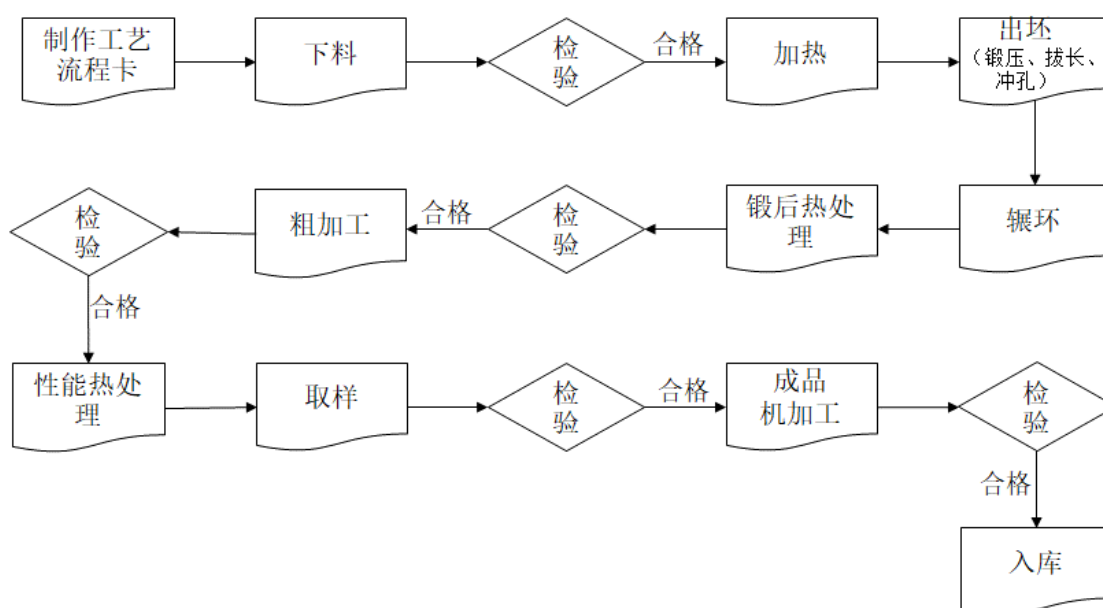 制作工艺
流程卡
下料
检
验
合格
加热
出坯
（锻压、拔长、
冲孔）
辗环
锻后热处
理
检
验
合格
粗加工
检
验
合格
性能热处
理
取样
检
验
合格
成品
机加工
检
验
合格
入库